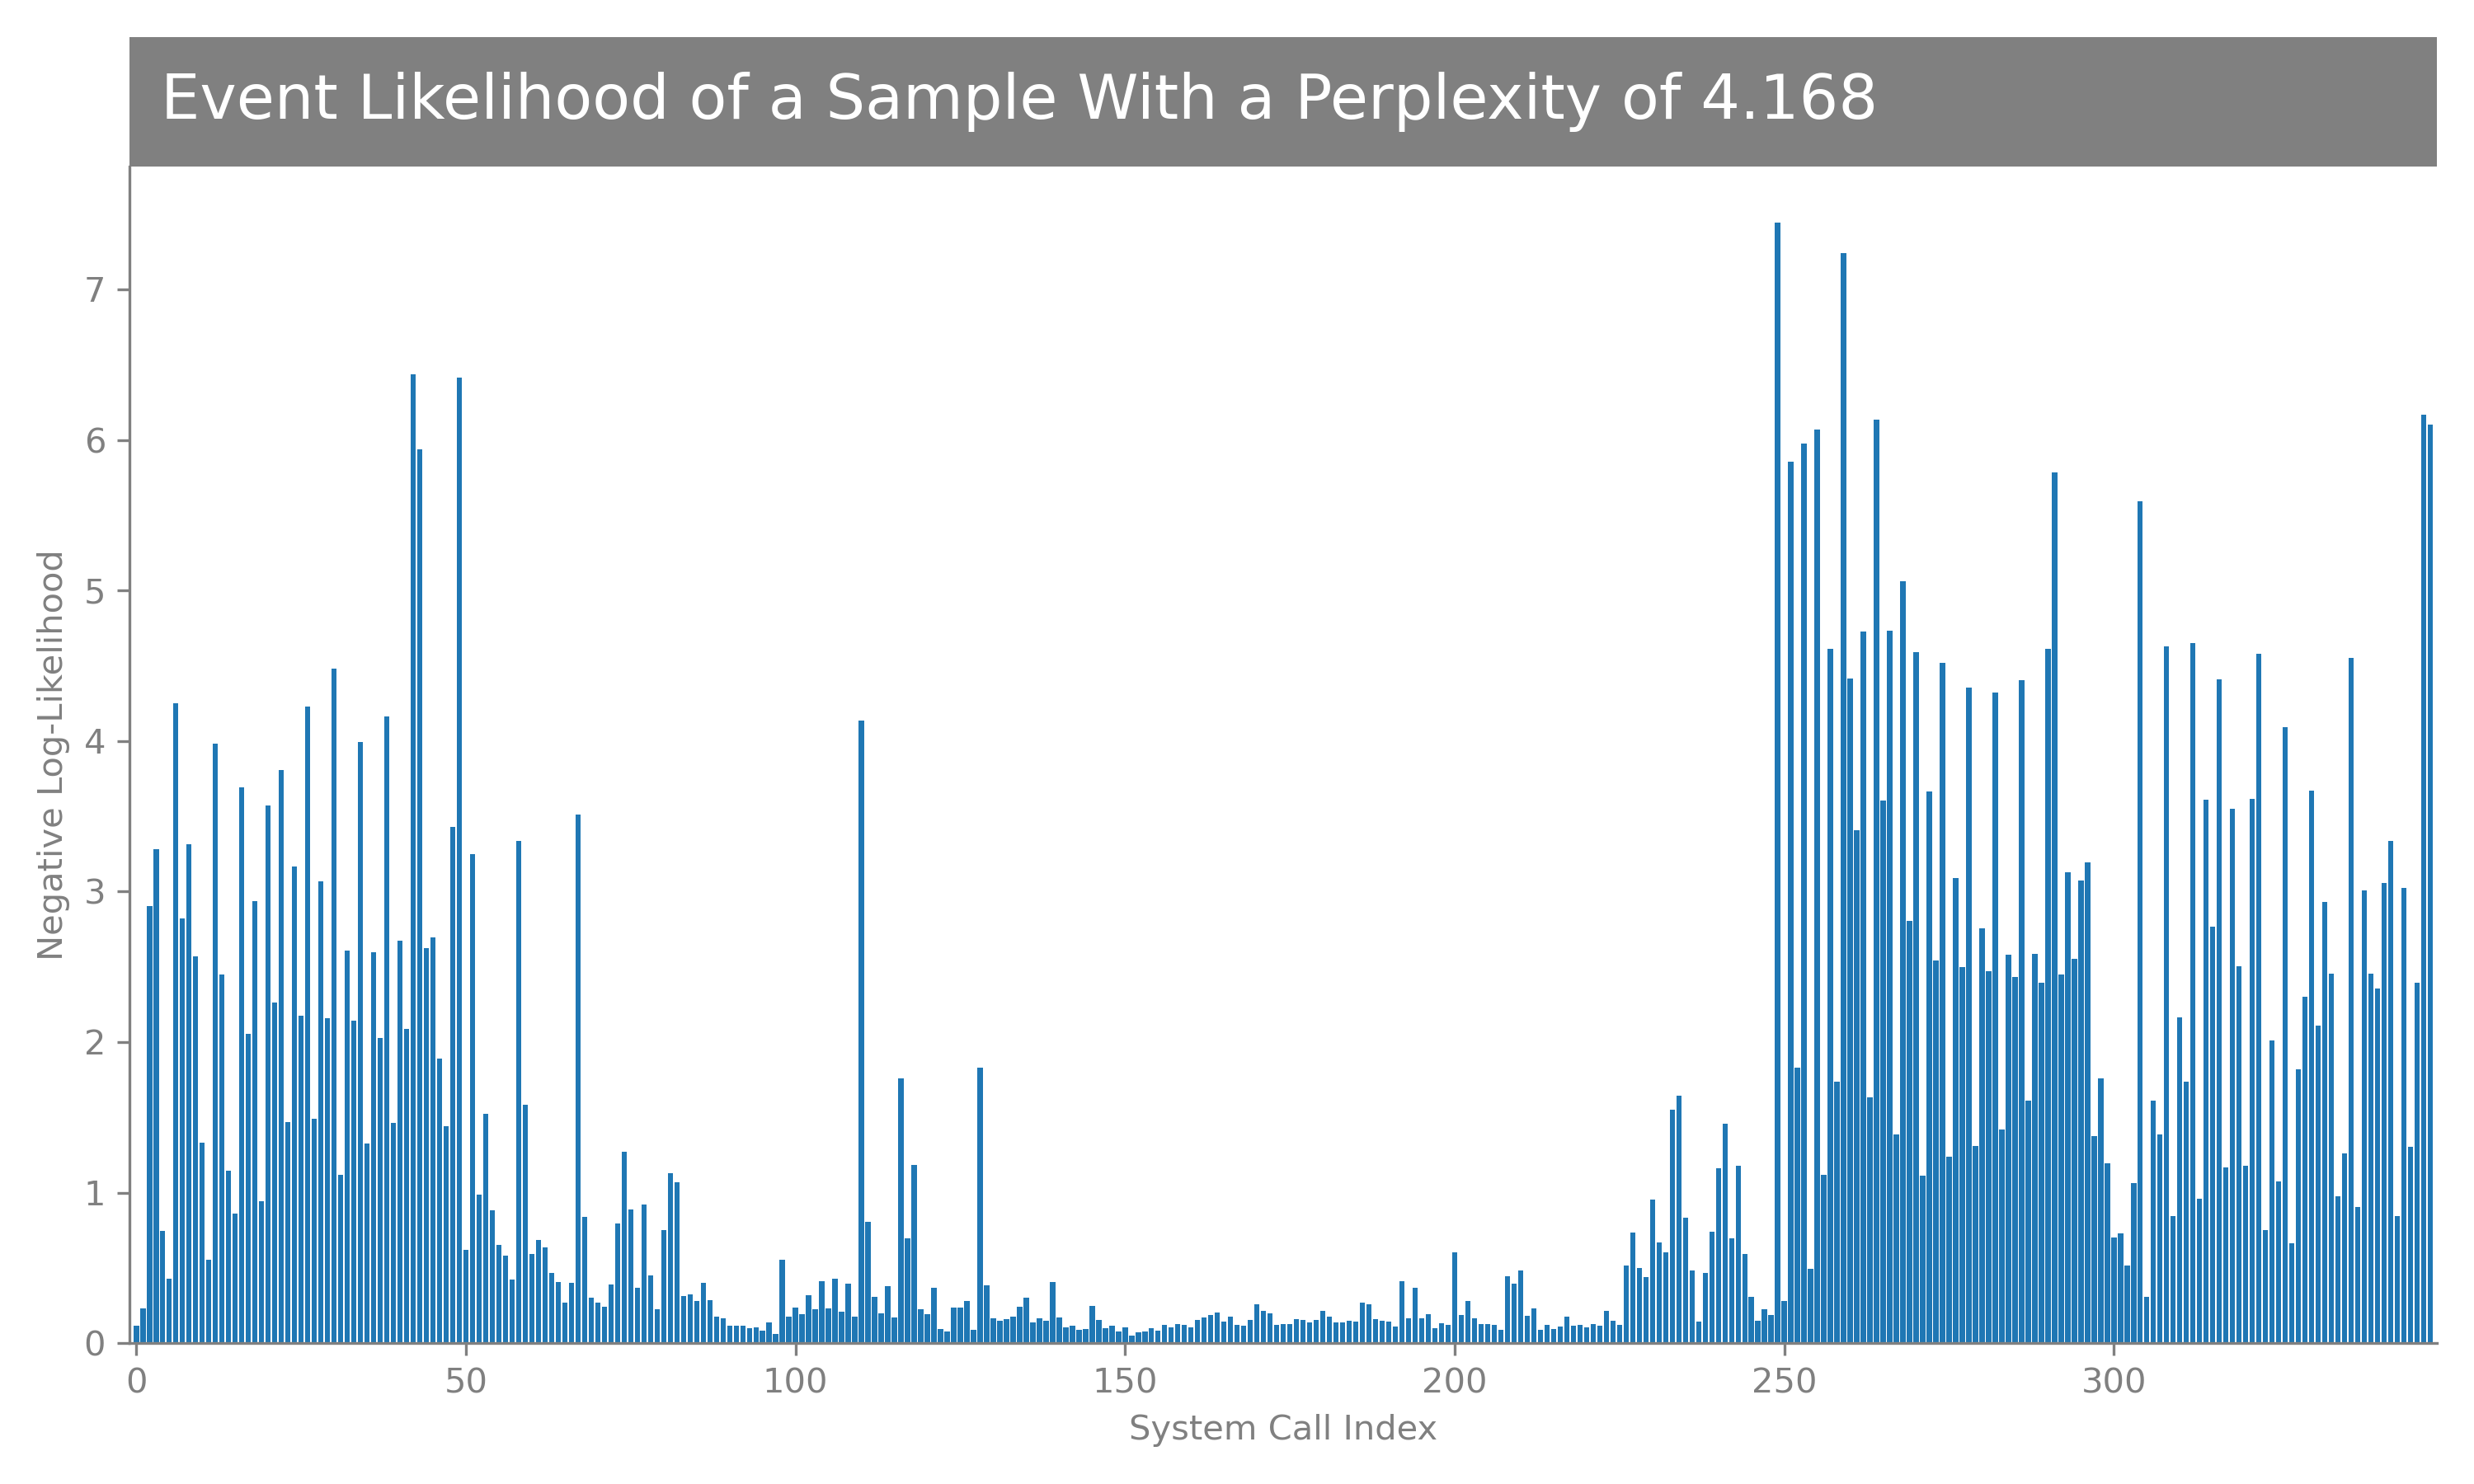 Event Likelihood of a Sample With a Perplexity of 4.168
7
6
5
4
3
2
1
0
Negative Log-Likelihood
0 50 100 150 200 250 300
System Call Index